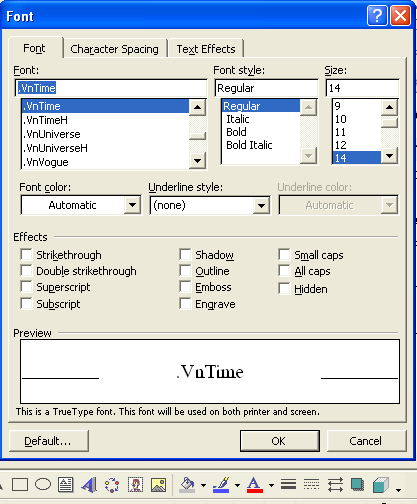 Font
Font Character Spacing Text Effects
Font: Font style: Size:
.VnTime Regular 14
.VnTime Regular 9
.VnTimeH Italic 10
.VnUniverse Bold 11
.VnUniverseH Bold Italic 12
.VnVogue 14
Font color: Underline style: Underline color:
Automatic (none) Automatic
Effects
Strikethrough Shadow Small caps
Double strikethrough Outline All caps
Superscript Emboss Hidden
Subscript Engrave
Preview
.VnTime
This is a TrueType font. This font will be used on both printer and screen.
Default... OK Cancel